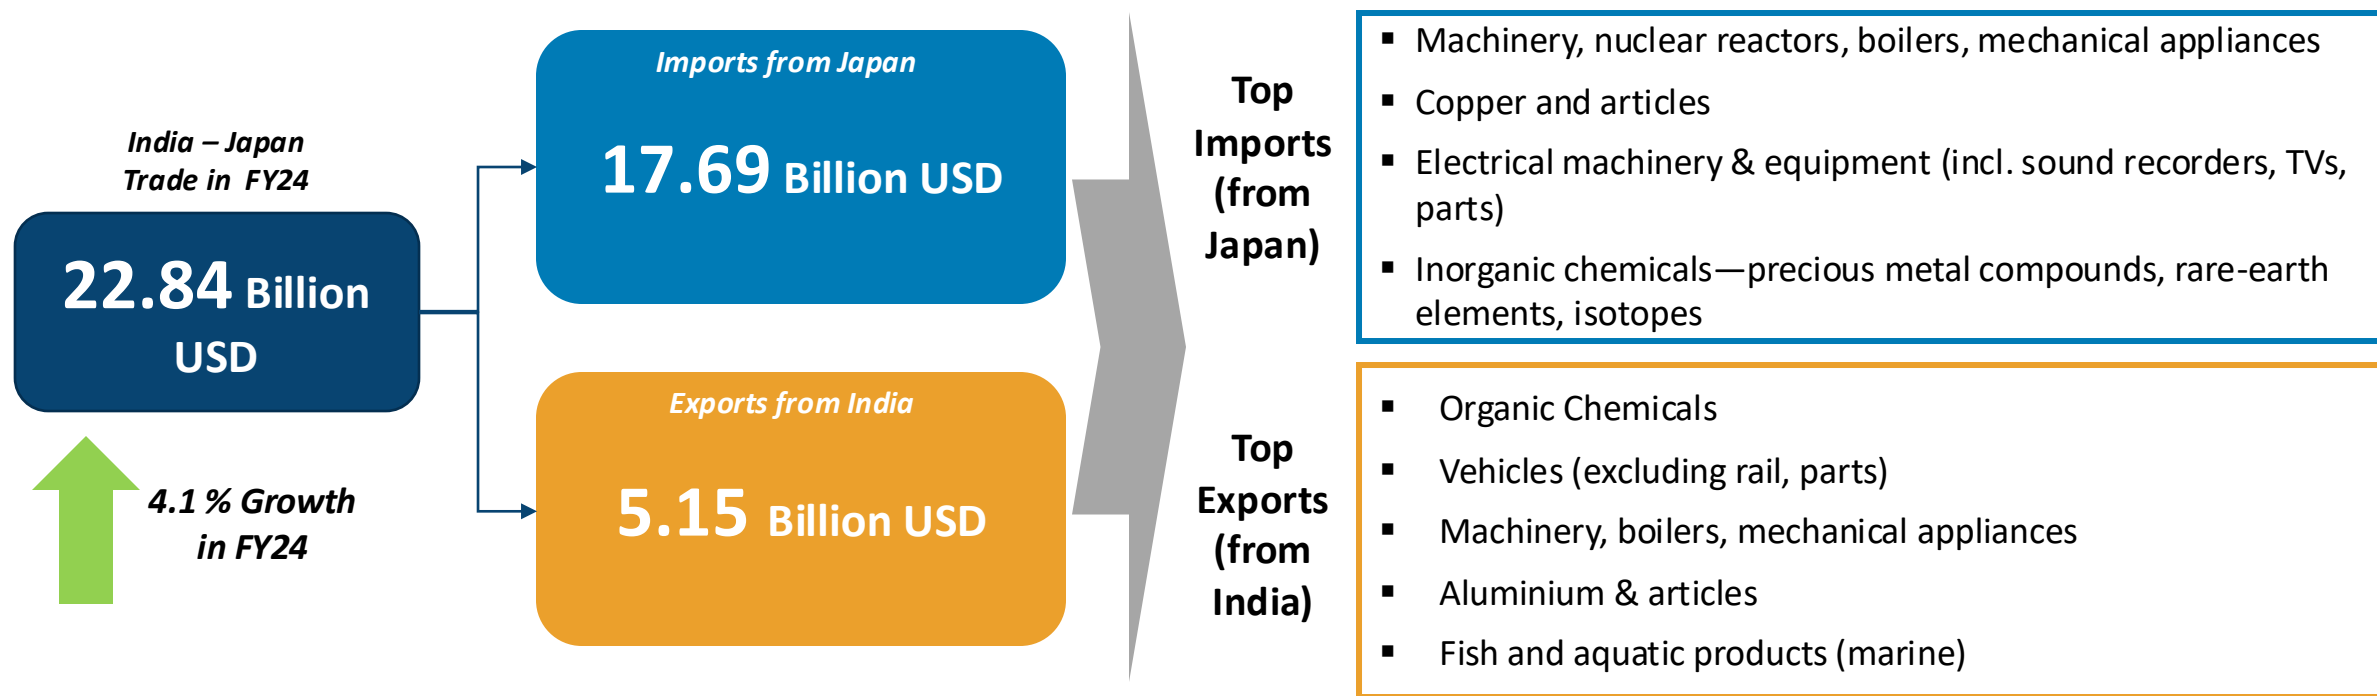 India – Japan
Trade in FY24
22.84 Billion
USD
4.1 % Growth
in FY24
Imports from Japan
17.69 Billion USD
Exports from India
5.15 Billion USD
Top
Imports
(from
Japan)
▪ Machinery, nuclear reactors, boilers, mechanical appliances
▪ Copper and articles
▪ Electrical machinery & equipment (incl. sound recorders, TVs,
parts)
▪ Inorganic chemicals—precious metal compounds, rare-earth
elements, isotopes
Top
Exports
(from
India)
▪ Organic Chemicals
▪ Vehicles (excluding rail, parts)
▪ Machinery, boilers, mechanical appliances
▪ Aluminium & articles
▪ Fish and aquatic products (marine)